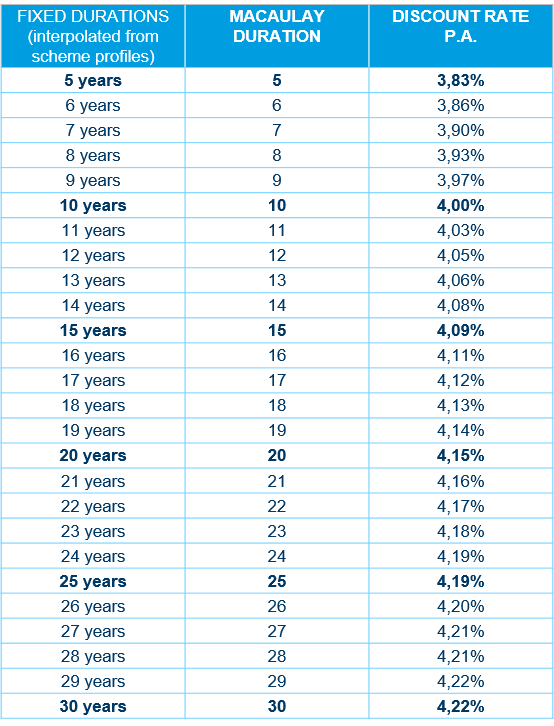 FIXED DURATIONS (interpolated from scheme profiles) MACAULAY DURATION DISCOUNT RATE P.A.
5 years 5 3,83%
6 years 6 3,86%
7 years 7 3,90%
8 years 8 3,93%
9 years 9 3,97%
10 years 10 4,00%
11 years 11 4,03%
12 years 12 4,05%
13 years 13 4,06%
14 years 14 4,08%
15 years 15 4,09%
16 years 16 4,11%
17 years 17 4,12%
18 years 18 4,13%
19 years 19 4,14%
20 years 20 4,15%
21 years 21 4,16%
22 years 22 4,17%
23 years 23 4,18%
24 years 24 4,19%
25 years 25 4,19%
26 years 26 4,20%
27 years 27 4,21%
28 years 28 4,21%
29 years 29 4,22%
30 years 30 4,22%